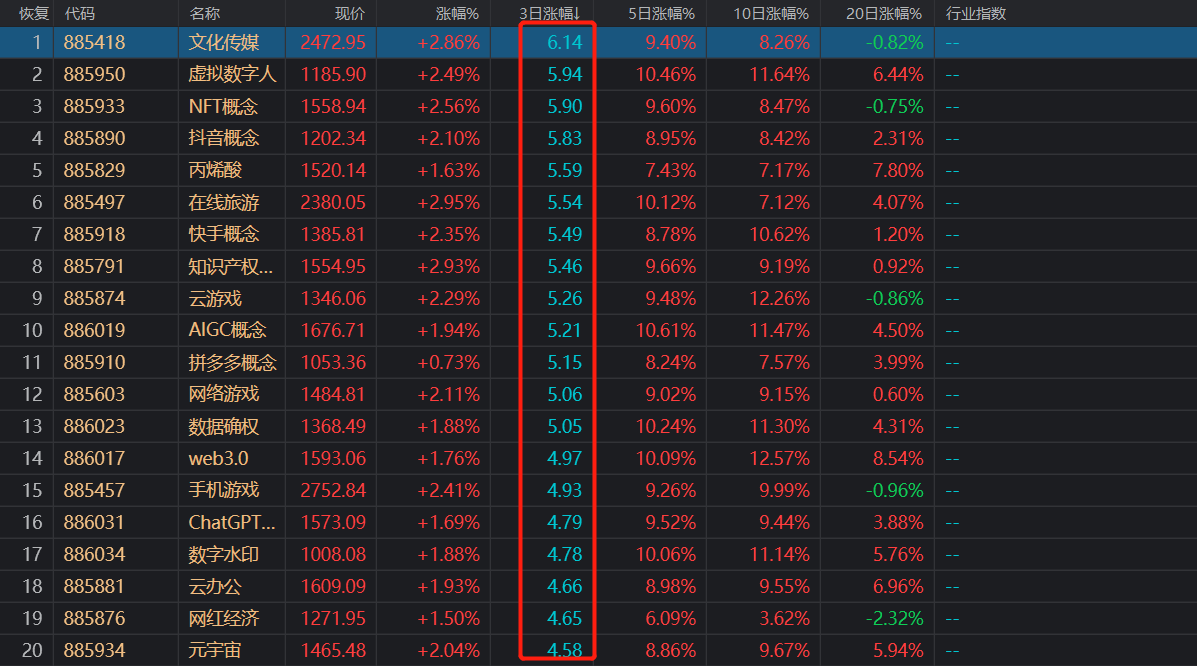 恢复 代码 名称 现价 涨幅% 3日涨幅↓ 5日涨幅% 10日涨幅% 20日涨幅% 行业指数
1 885418 文化传媒 2472.95 +2.86% 6.14 9.40% 8.26% -0.82% --
2 885950 虚拟数字人 1185.90 +2.49% 5.94 10.46% 11.64% 6.44% --
3 885933 NFT概念 1558.94 +2.56% 5.90 9.60% 8.47% -0.75% --
4 885890 抖音概念 1202.34 +2.10% 5.83 8.95% 8.42% 2.31% --
5 885829 丙烯酸 1520.14 +1.63% 5.59 7.43% 7.17% 7.80% --
6 885497 在线旅游 2380.05 +2.95% 5.54 10.12% 7.12% 4.07% --
7 885918 快手概念 1385.81 +2.35% 5.49 8.78% 10.62% 1.20% --
8 885791 知识产权... 1554.95 +2.93% 5.46 9.66% 9.19% 0.92% --
9 885874 云游戏 1346.06 +2.29% 5.26 9.48% 12.26% -0.86% --
10 886019 AIGC概念 1676.71 +1.94% 5.21 10.61% 11.47% 4.50% --
11 885910 拼多多概念 1053.36 +0.73% 5.15 8.24% 7.57% 3.99% --
12 885603 网络游戏 1484.81 +2.11% 5.06 9.02% 9.15% 0.60% --
13 886023 数据确权 1368.49 +1.88% 5.05 10.24% 11.30% 4.31% --
14 886017 web3.0 1593.06 +1.76% 4.97 10.09% 12.57% 8.54% --
15 885457 手机游戏 2752.84 +2.41% 4.93 9.26% 9.99% -0.96% --
16 886031 ChatGPT... 1573.09 +1.69% 4.79 9.52% 9.44% 3.88% --
17 886034 数字水印 1008.08 +1.88% 4.78 10.06% 11.14% 5.76% --
18 885881 云办公 1609.09 +1.93% 4.66 8.98% 9.55% 6.96% --
19 885876 网红经济 1271.95 +1.50% 4.65 6.09% 3.62% -2.32% --
20 885934 元宇宙 1465.48 +2.04% 4.58 8.86% 9.67% 5.94% --